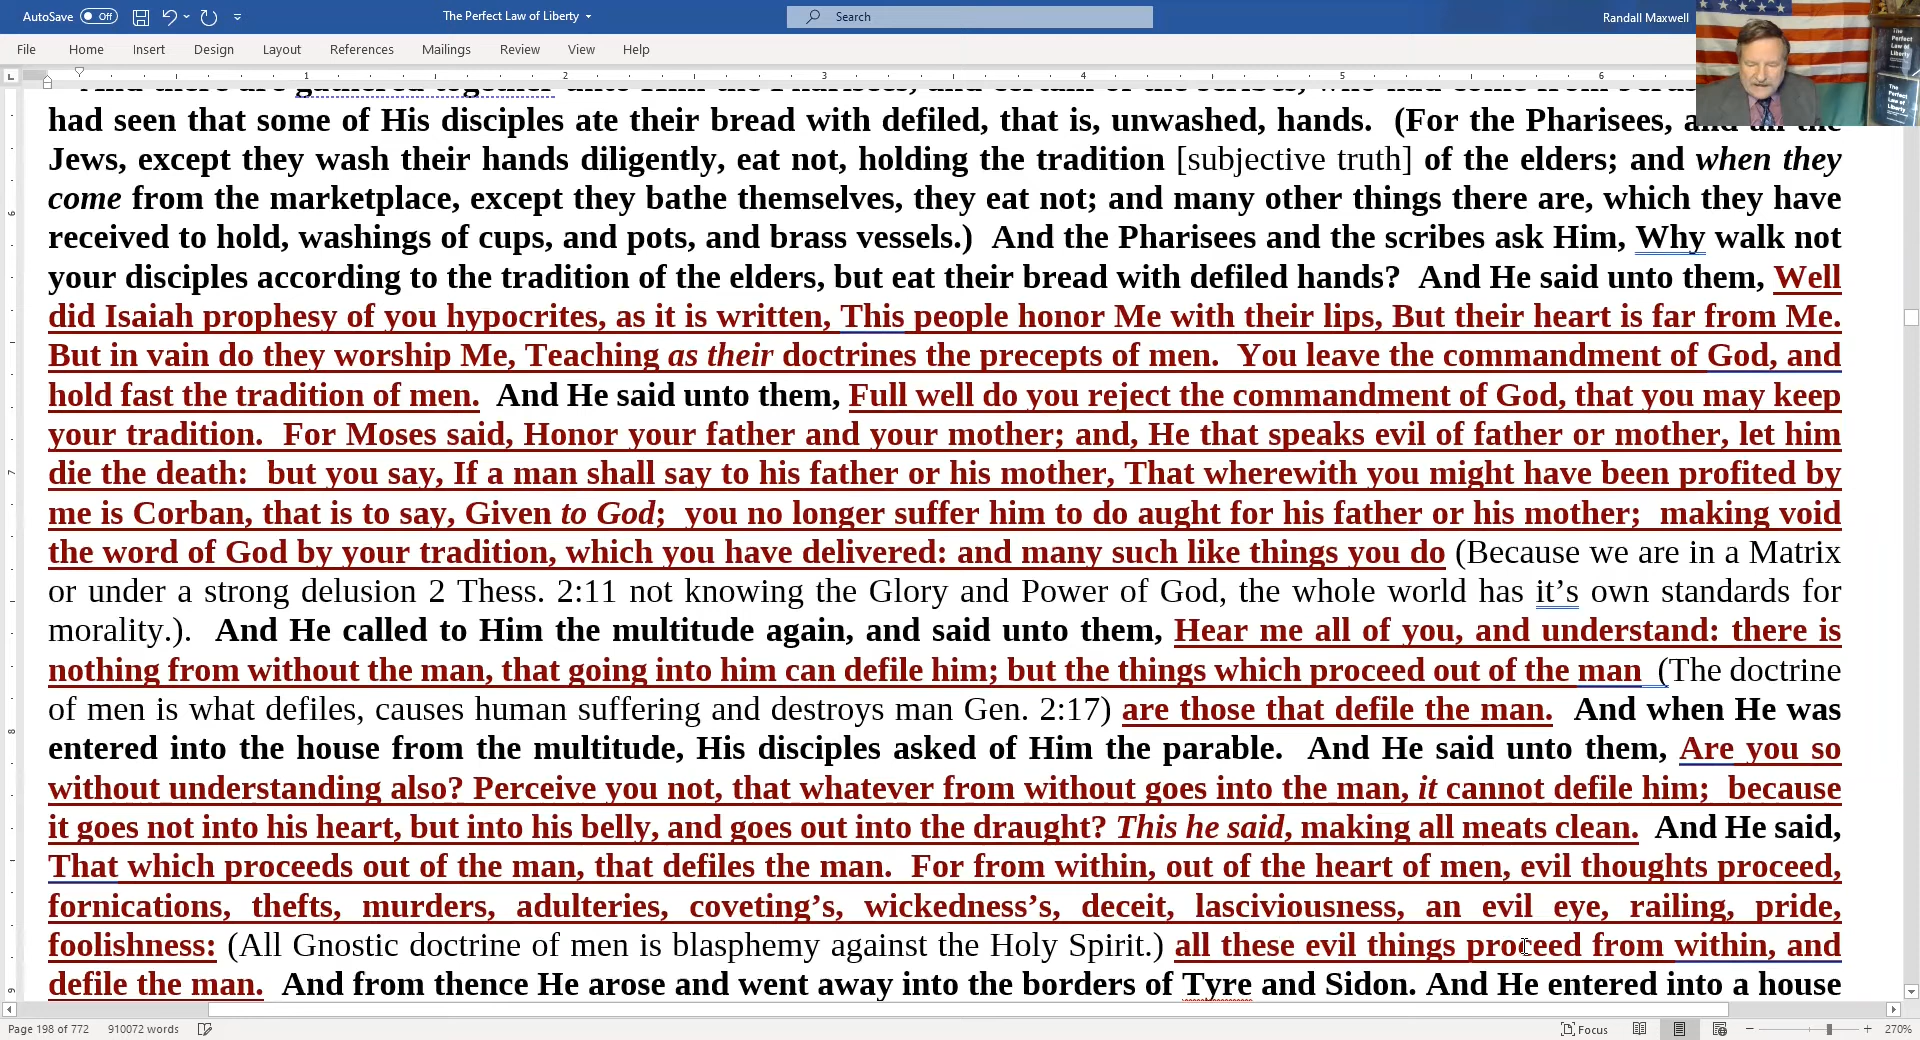 AutoSave Off The Perfect Law of Liberty Search Randall Maxwell
File Home Insert Design Layout References Mailings Review View Help
1 2 3 4 5 6
The Perfect Law of Liberty
The Perfect Law of Liberty
had seen that some of His disciples ate their bread with defiled, that is, unwashed, hands. (For the Pharisees, and all the
Jews, except they wash their hands diligently, eat not, holding the tradition [subjective truth] of the elders; and when they
come from the marketplace, except they bathe themselves, they eat not; and many other things there are, which they have
received to hold, washings of cups, and pots, and brass vessels.) And the Pharisees and the scribes ask Him, Why walk not
your disciples according to the tradition of the elders, but eat their bread with defiled hands? And He said unto them, Well
did Isaiah prophesy of you hypocrites, as it is written, This people honor Me with their lips, But their heart is far from Me.
But in vain do they worship Me, Teaching as their doctrines the precepts of men. You leave the commandment of God, and
hold fast the tradition of men. And He said unto them, Full well do you reject the commandment of God, that you may keep
your tradition. For Moses said, Honor your father and your mother; and, He that speaks evil of father or mother, let him
die the death: but you say, If a man shall say to his father or his mother, That wherewith you might have been profited by
me is Corban, that is to say, Given to God; you no longer suffer him to do aught for his father or his mother; making void
the word of God by your tradition, which you have delivered: and many such like things you do (Because we are in a Matrix
or under a strong delusion 2 Thess. 2:11 not knowing the Glory and Power of God, the whole world has it’s own standards for
morality.). And He called to Him the multitude again, and said unto them, Hear me all of you, and understand: there is
nothing from without the man, that going into him can defile him; but the things which proceed out of the man (The doctrine
of men is what defiles, causes human suffering and destroys man Gen. 2:17) are those that defile the man. And when He was
entered into the house from the multitude, His disciples asked of Him the parable. And He said unto them, Are you so
without understanding also? Perceive you not, that whatever from without goes into the man, it cannot defile him; because
it goes not into his heart, but into his belly, and goes out into the draught? This he said, making all meats clean. And He said,
That which proceeds out of the man, that defiles the man. For from within, out of the heart of men, evil thoughts proceed,
fornications, thefts, murders, adulteries, coveting’s, wickedness’s, deceit, lasciviousness, an evil eye, railing, pride,
foolishness: (All Gnostic doctrine of men is blasphemy against the Holy Spirit.) all these evil things proceed from within, and
defile the man. And from thence He arose and went away into the borders of Tyre and Sidon. And He entered into a house
Page 198 of 772 910072 words Focus 270%